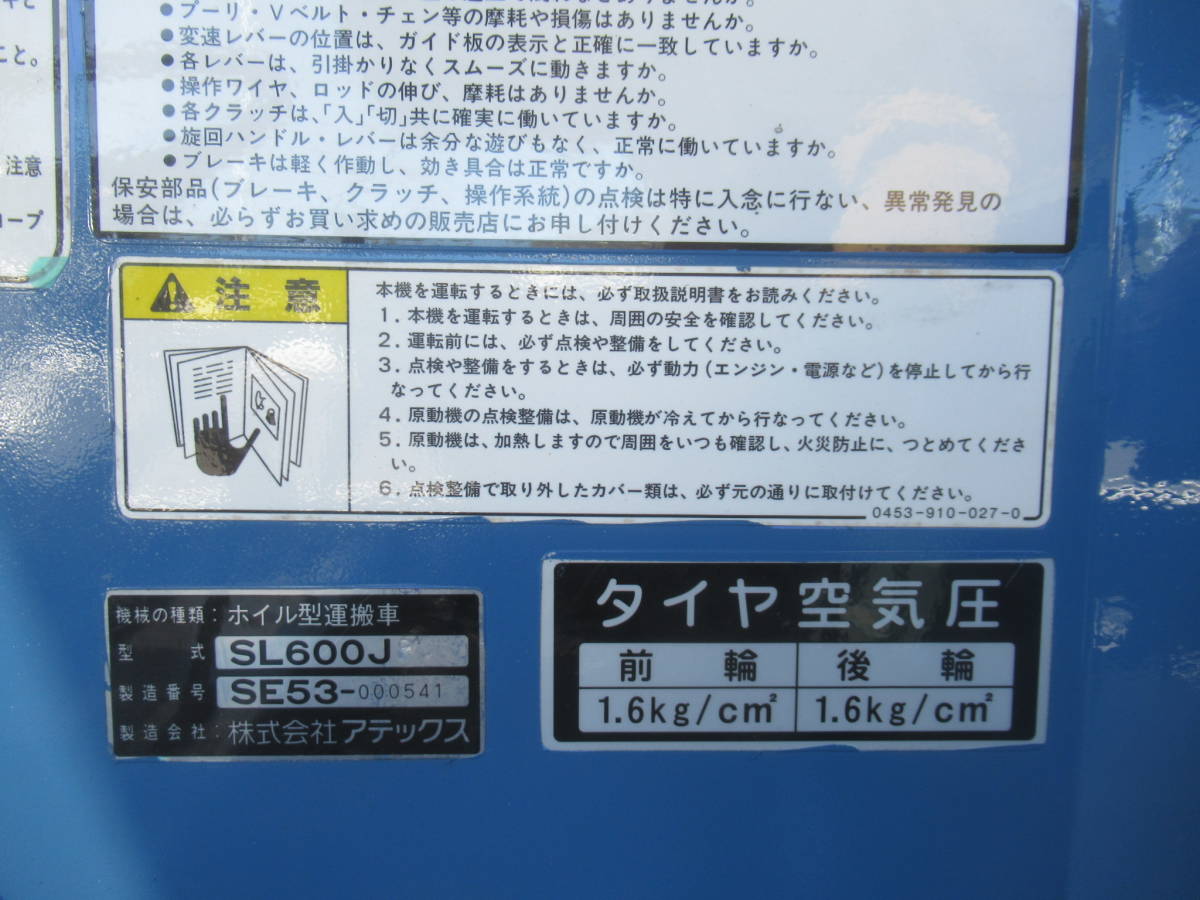 こと。
注意
ープ
●プーリ・Vベルト・チェン等の摩耗や損傷はありませんか。
●変速レバーの位置は、ガイド板の表示と正確に一致していますか。
●各レバーは、引掛かりなくスムーズに動きますか。
●操作ワイヤ、ロッドの伸び、摩耗はありませんか。
●各クラッチは、「入」「切」共に確実に働いていますか。
●旋回ハンドル・レバーは余分な遊びもなく、正常に働いていますか。
●ブレーキは軽く作動し、効き具合は正常ですか。
保安部品(ブレーキ、クラッチ、操作系統)の点検は特に入念に行ない、異常発見の
場合は、必らずお買い求めの販売店にお申し付けください。
注意
本機を運転するときには、必ず取扱説明書をお読みください。
1.本機を運転するときは、周囲の安全を確認してください。
2.運転前には、必ず点検や整備をしてください。
3.点検や整備をするときは、必ず動力(エンジン・電源など)を停止してから行
なってください。
4.原動機の点検整備は、原動機が冷えてから行なってください。
5.原動機は、加熱しますので周囲をいつも確認し、火災防止に、つとめてくださ
い。
6.点検整備で取り外したカバー類は、必ず元の通りに取付けてください。
0453-910-027-0
機械の種類:ホイル型運搬車
型式 SL600J
製造番号 SE53-000541
製造会社:株式会社アテックス
タイヤ空気圧
前輪 後輪
1.6kg/cm² 1.6kg/cm²